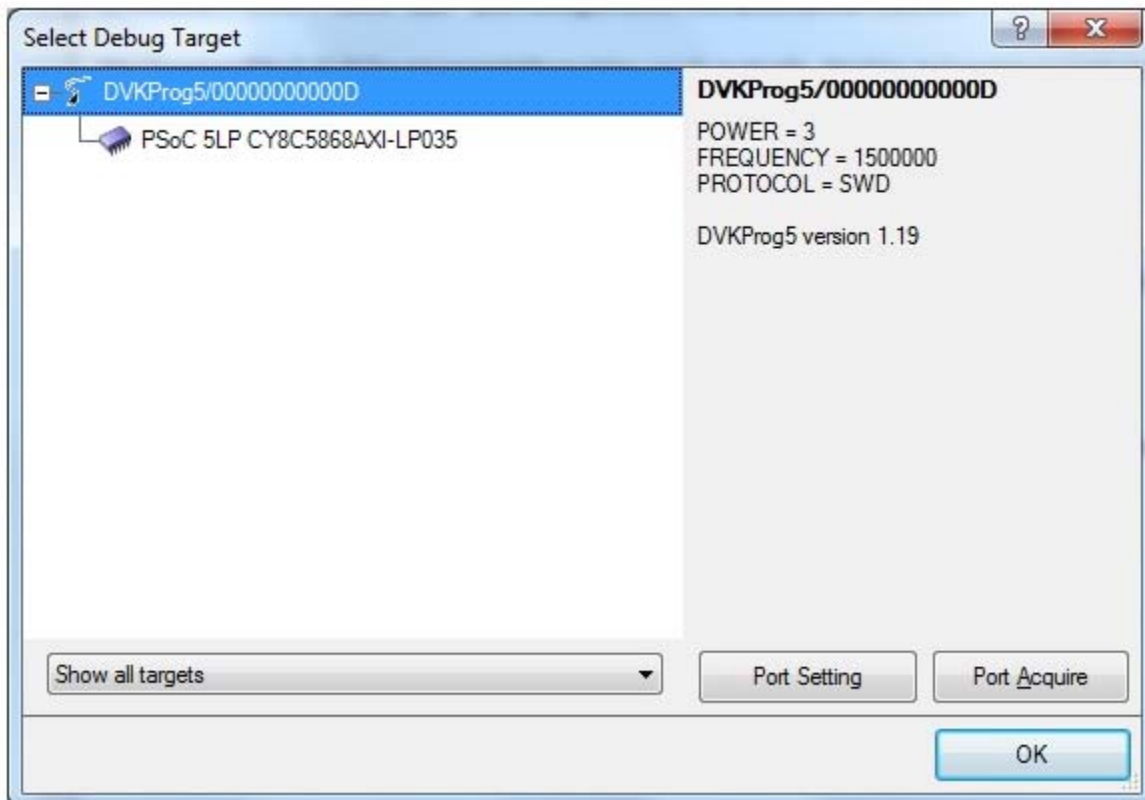 Select Debug Target
DVKProg5/00000000000D
PSoC 5LP CY8C5868AXI-LP035
DVKProg5/00000000000D
POWER = 3
FREQUENCY = 1500000
PROTOCOL = SWD
DVKProg5 version 1.19
Show all targets
Port Setting
Port Acquire
OK